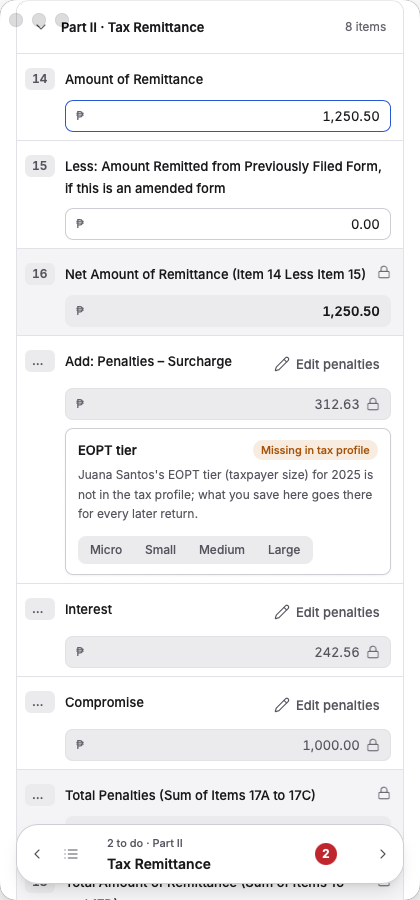 Part II · Tax Remittance
8 items
14
Amount of Remittance
₱
1,250.50
15
Less: Amount Remitted from Previously Filed Form,
if this is an amended form
₱
0.00
16
Net Amount of Remittance (Item 14 Less Item 15)
₱
1,250.50
...
Add: Penalties – Surcharge
Edit penalties
₱
312.63
EOPT tier
Missing in tax profile
Juana Santos's EOPT tier (taxpayer size) for 2025 is
not in the tax profile; what you save here goes there
for every later return.
Micro
Small
Medium
Large
...
Interest
Edit penalties
₱
242.56
...
Compromise
Edit penalties
₱
1,000.00
...
Total Penalties (Sum of Items 17A to 17C)
2 to do · Part II
Tax Remittance
2